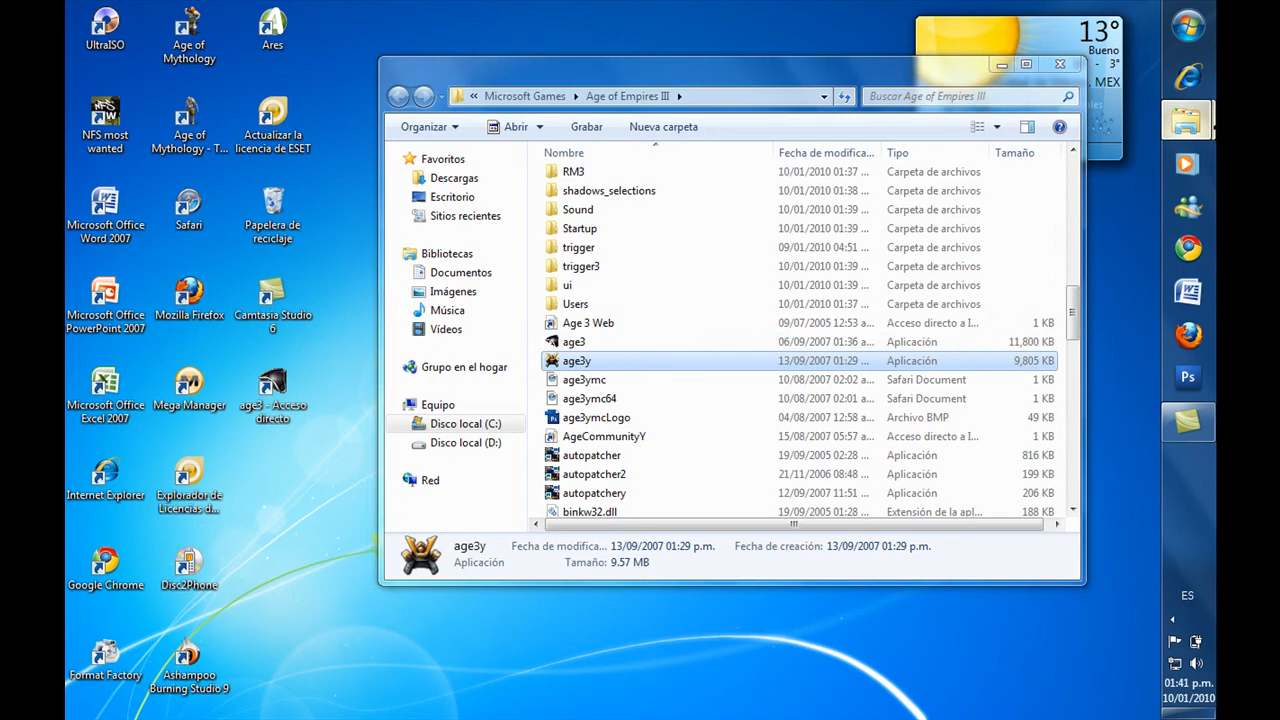 UltraISO
Age of
Mythology
Ares
NFS most
wanted
Age of
Mythology - T...
Actualizar la
licencia de ESET
Microsoft Office
Word 2007
Safari
Papelera de
reciclaje
Microsoft Office
PowerPoint 2007
Mozilla Firefox
Camtasia Studio
6
Microsoft Office
Excel 2007
Mega Manager
age3 - Acceso
directo
Internet Explorer
Explorador de
Licencias d...
Google Chrome
Disc2Phone
Format Factory
Ashampoo
Burning Studio 9
13°
Bueno
- 3°
, MEX
« Microsoft Games ▸ Age of Empires III ▸
Buscar Age of Empires III
Organizar Abrir Grabar Nueva carpeta
Favoritos
Descargas
Escritorio
Sitios recientes
Bibliotecas
Documentos
Imágenes
Música
Vídeos
Grupo en el hogar
Equipo
Disco local (C:)
Disco local (D:)
Red
Nombre Fecha de modifica... Tipo Tamaño
RM3 10/01/2010 01:37 ... Carpeta de archivos
shadows_selections 10/01/2010 01:38 ... Carpeta de archivos
Sound 10/01/2010 01:39 ... Carpeta de archivos
Startup 10/01/2010 01:39 ... Carpeta de archivos
trigger 09/01/2010 04:51 ... Carpeta de archivos
trigger3 10/01/2010 01:39 ... Carpeta de archivos
ui 10/01/2010 01:39 ... Carpeta de archivos
Users 10/01/2010 01:37 ... Carpeta de archivos
Age 3 Web 09/07/2005 12:53 a... Acceso directo a I... 1 KB
age3 06/09/2007 01:36 a... Aplicación 11,800 KB
age3y 13/09/2007 01:29 ... Aplicación 9,805 KB
age3ymc 10/08/2007 02:02 a... Safari Document
age3ymc64 10/08/2007 02:01 a... Safari Document
age3ymcLogo 04/08/2007 12:58 a... Archivo BMP 49 KB
AgeCommunityY 15/08/2007 05:57 a... Acceso directo a I... 1 KB
autopatcher 19/09/2005 02:28 ... Aplicación 816 KB
autopatcher2 21/11/2006 08:48 ... Aplicación 199 KB
autopatchery 12/09/2007 11:51 ... Aplicación 206 KB
binkw32.dll 19/09/2005 01:28 ... Extensión de la apl... 188 KB
age3y Fecha de modifica... 13/09/2007 01:29 p.m. Fecha de creación: 13/09/2007 01:29 p.m.
Aplicación Tamaño: 9.57 MB
Ps
ES
01:41 p.m.
10/01/2010